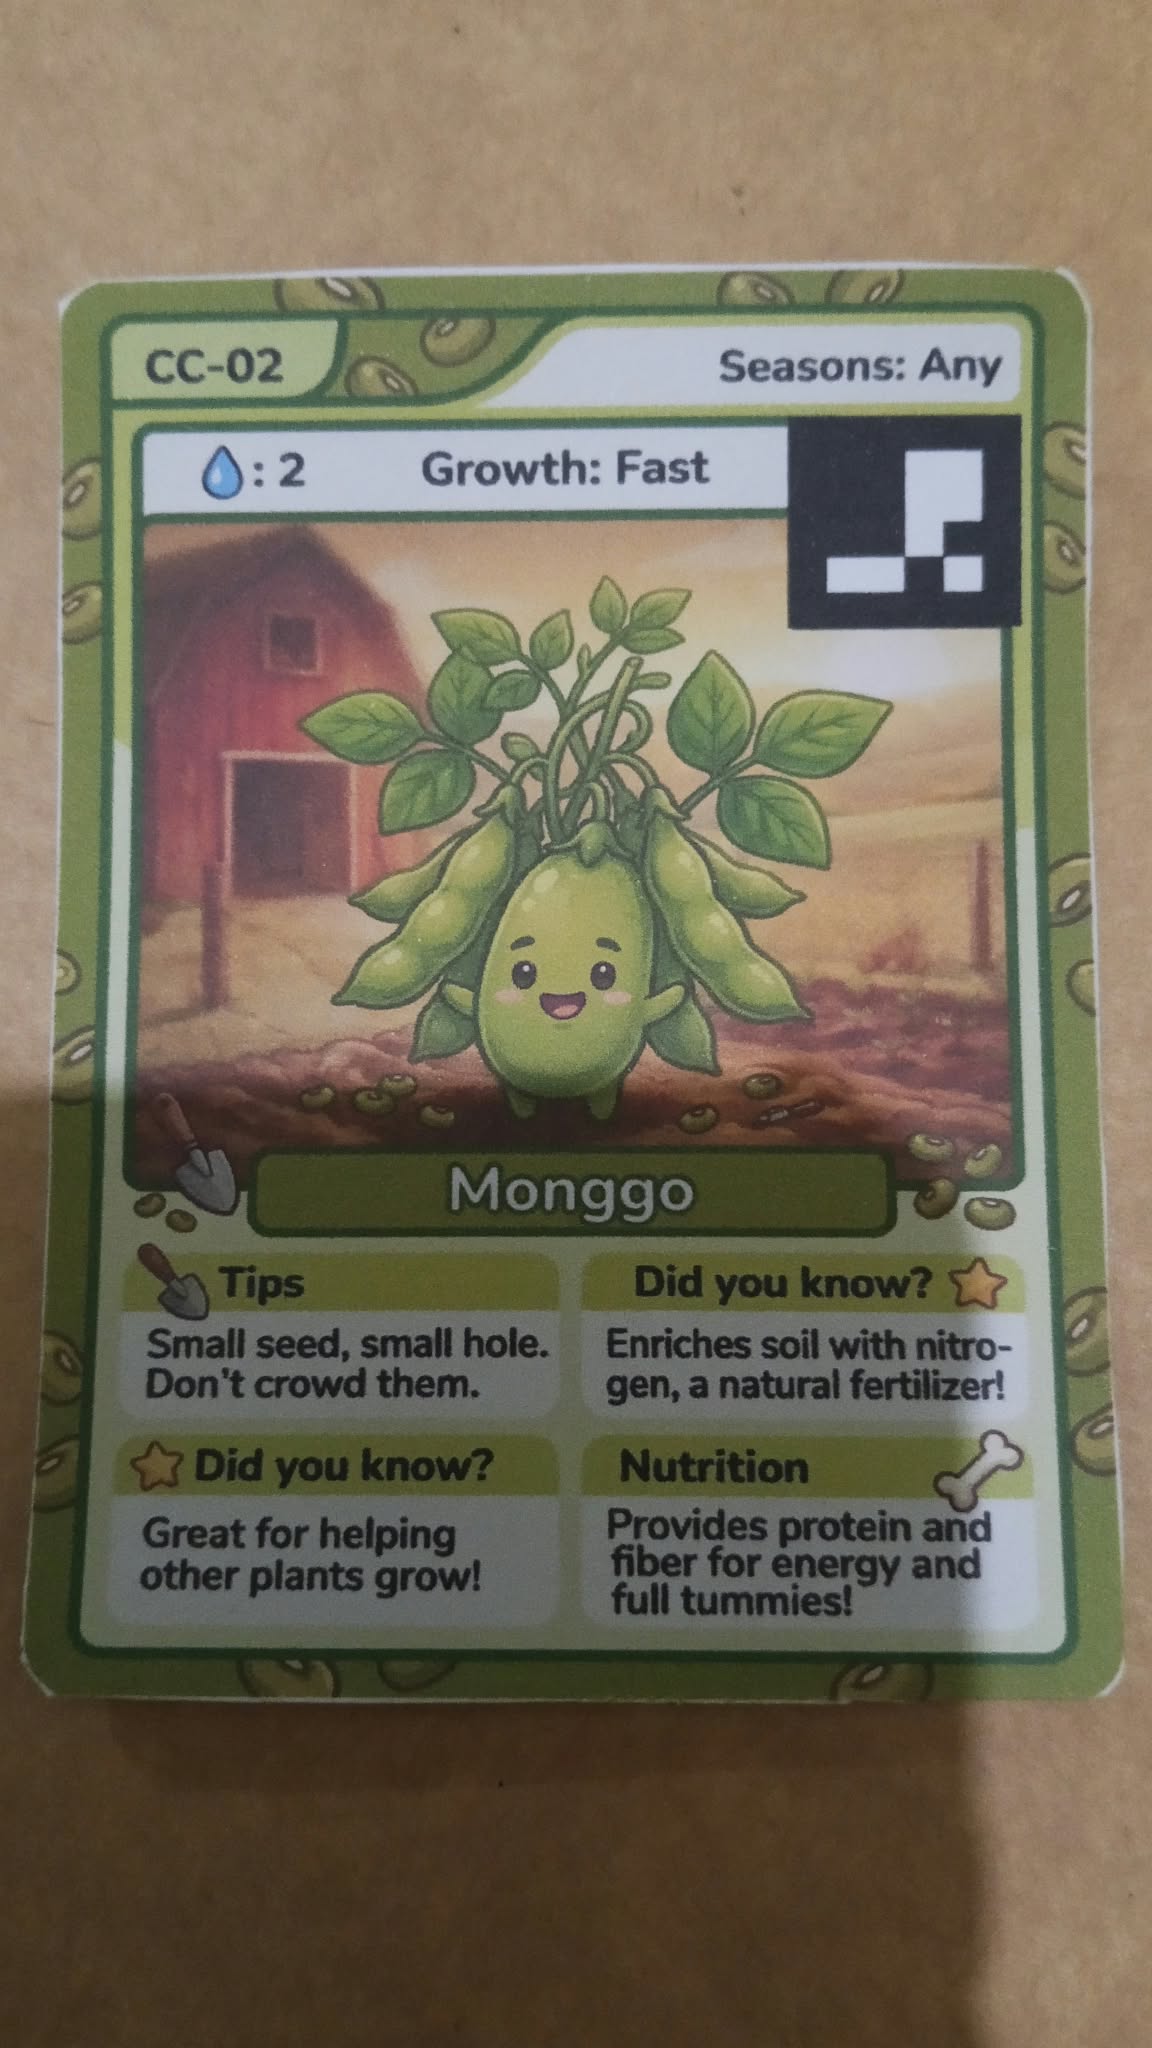 CC-02
Seasons: Any
: 2
Growth: Fast
Monggo
Tips
Small seed, small hole.
Don't crowd them.
Did you know?
Enriches soil with nitro-
gen, a natural fertilizer!
Did you know?
Great for helping
other plants grow!
Nutrition
Provides protein and
fiber for energy and
full tummies!